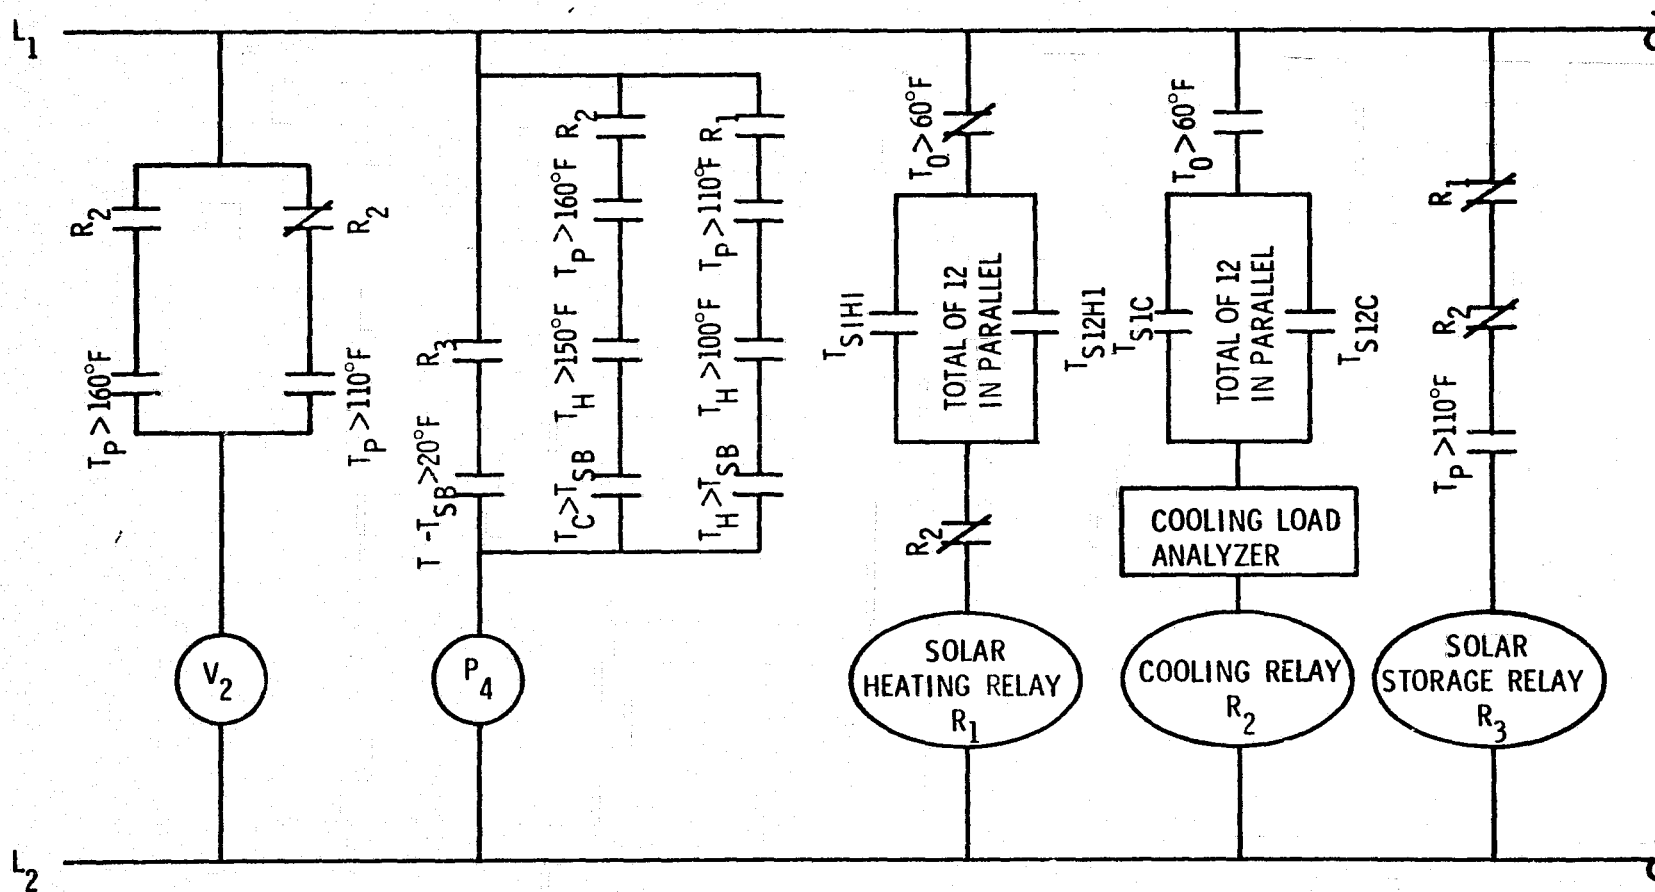 L1
R2
R2
TP >160°F
TP >110°F
V2
R3
T -TSB >20°F
R2
TP >160°F
TH >150°F
TC >TSB
R1
TP >110°F
TH >100°F
TH >TSB
P4
TO >60°F
TS1H1
TOTAL OF 12
IN PARALLEL
TS12H1
R2
SOLAR
HEATING RELAY
R1
TO >60°F
TS1C
TOTAL OF 12
IN PARALLEL
TS12C
COOLING LOAD
ANALYZER
COOLING RELAY
R2
R1
R2
TP >110°F
SOLAR
STORAGE RELAY
R3
L2